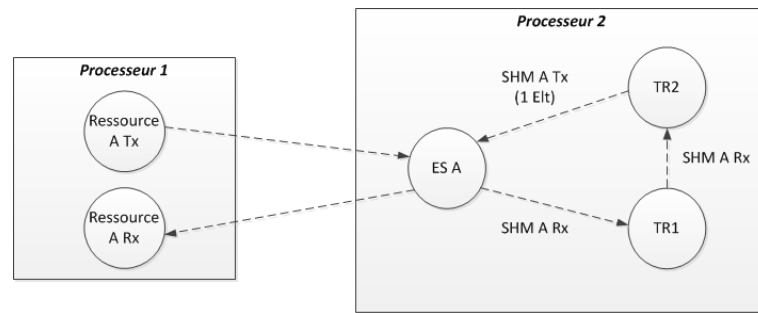 Processeur 1
Ressource
A Tx
Ressource
A Rx
Processeur 2
SHM A Tx
(1 Elt)
TR2
ES A
SHM A Rx
SHM A Rx
TR1